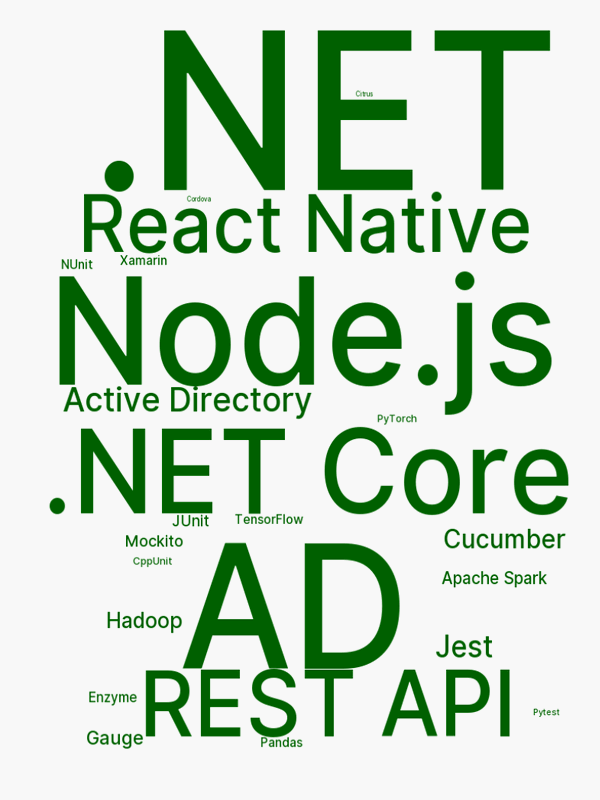 .NET
Citrus
React Native
Cordova
NUnit
Xamarin
Node.js
Active Directory
PyTorch
.NET Core
JUnit
TensorFlow
Mockito
Cucumber
CppUnit
AD
Apache Spark
Hadoop
Jest
REST API
Enzyme
Pytest
Gauge
Pandas